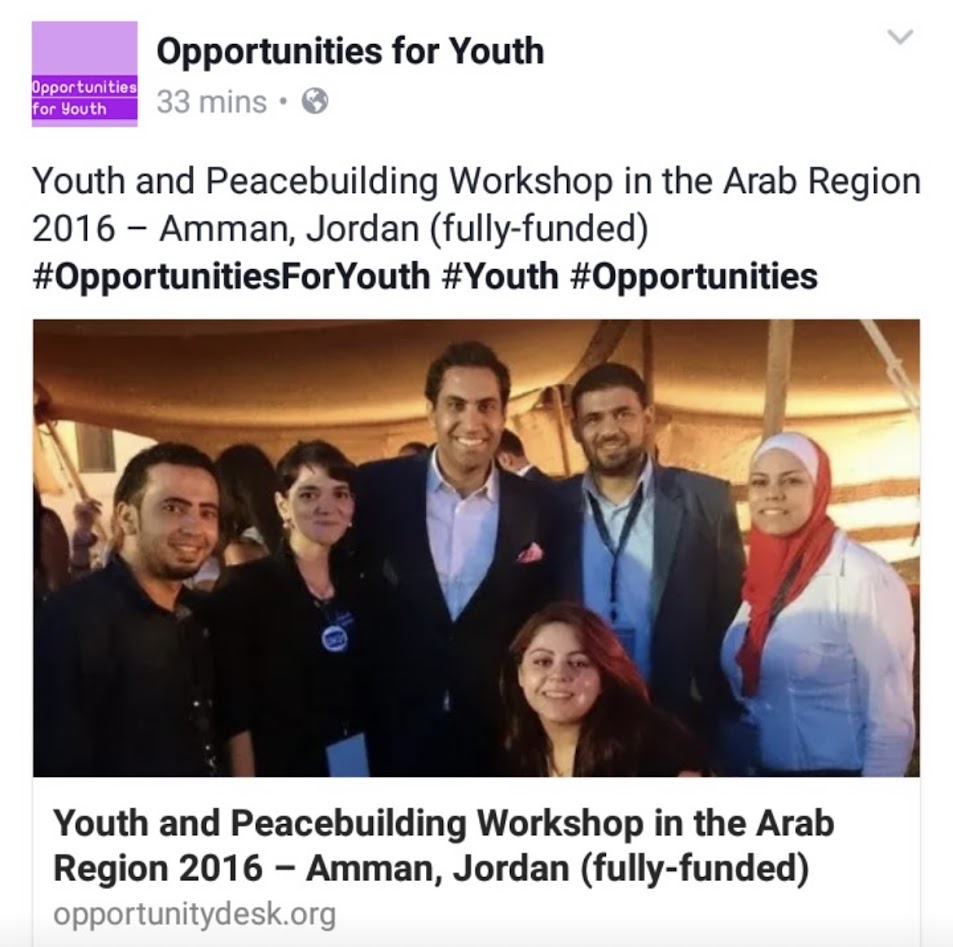 Opportunities
for Youth
Opportunities for Youth
33 mins •
Youth and Peacebuilding Workshop in the Arab Region
2016 – Amman, Jordan (fully-funded)
#OpportunitiesForYouth #Youth #Opportunities
Youth and Peacebuilding Workshop in the Arab
Region 2016 – Amman, Jordan (fully-funded)
opportunitydesk.org